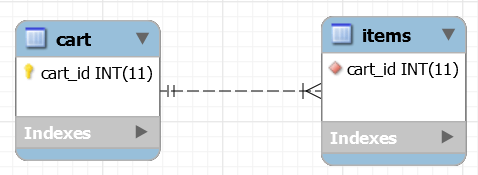 cart
cart_id INT(11)
Indexes
items
cart_id INT(11)
Indexes